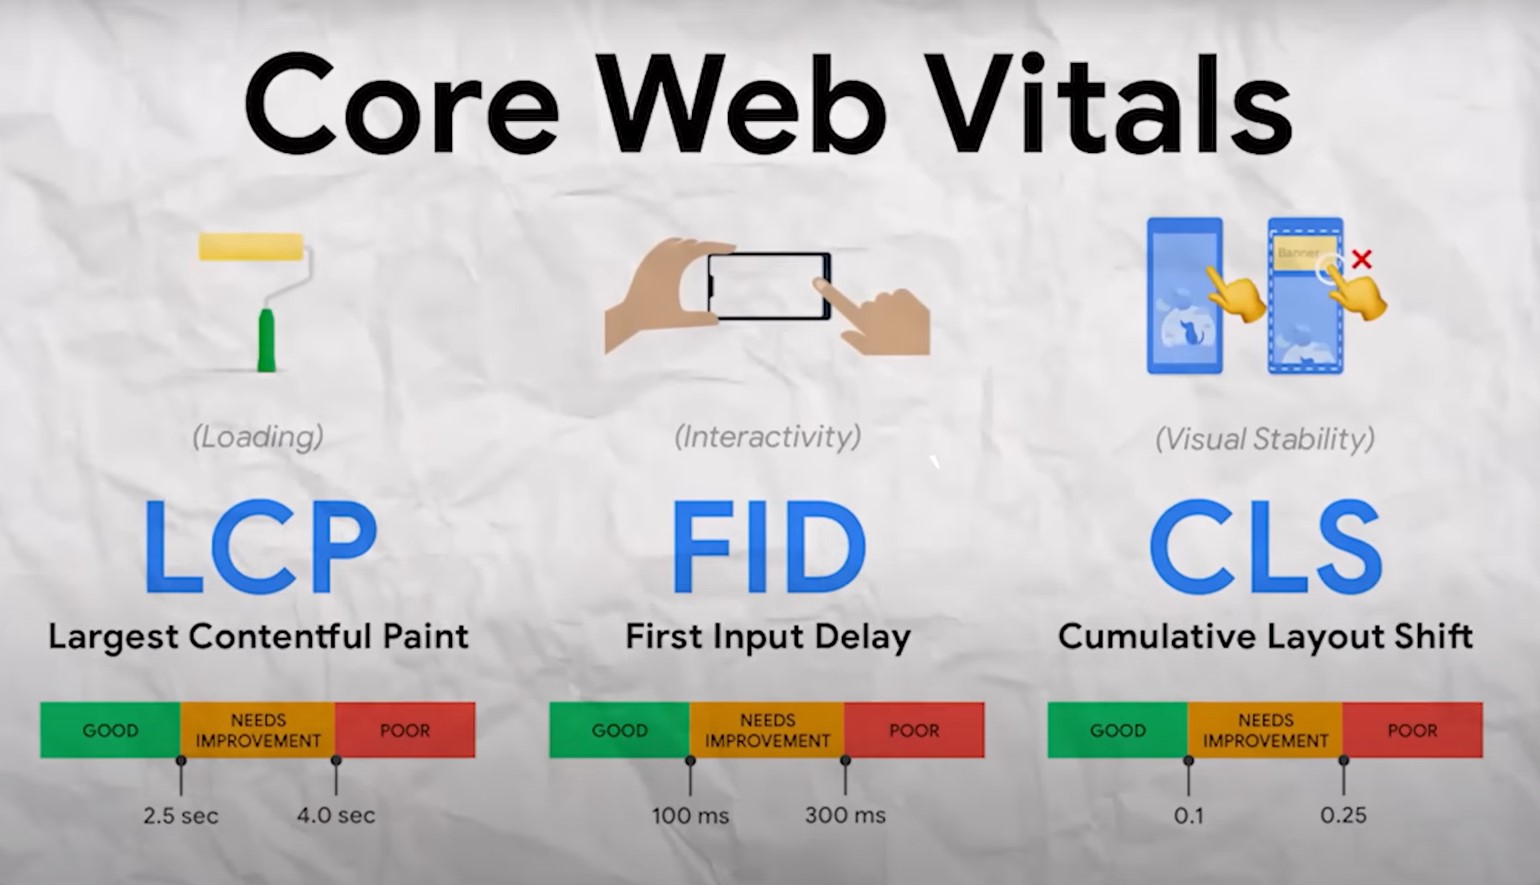 Core Web Vitals
Banner
(Loading)
(Interactivity)
(Visual Stability)
LCP
FID
CLS
Largest Contentful Paint
First Input Delay
Cumulative Layout Shift
GOOD
NEEDS
IMPROVEMENT
POOR
GOOD
NEEDS
IMPROVEMENT
POOR
GOOD
NEEDS
IMPROVEMENT
POOR
2.5 sec
4.0 sec
100 ms
300 ms
0.1
0.25